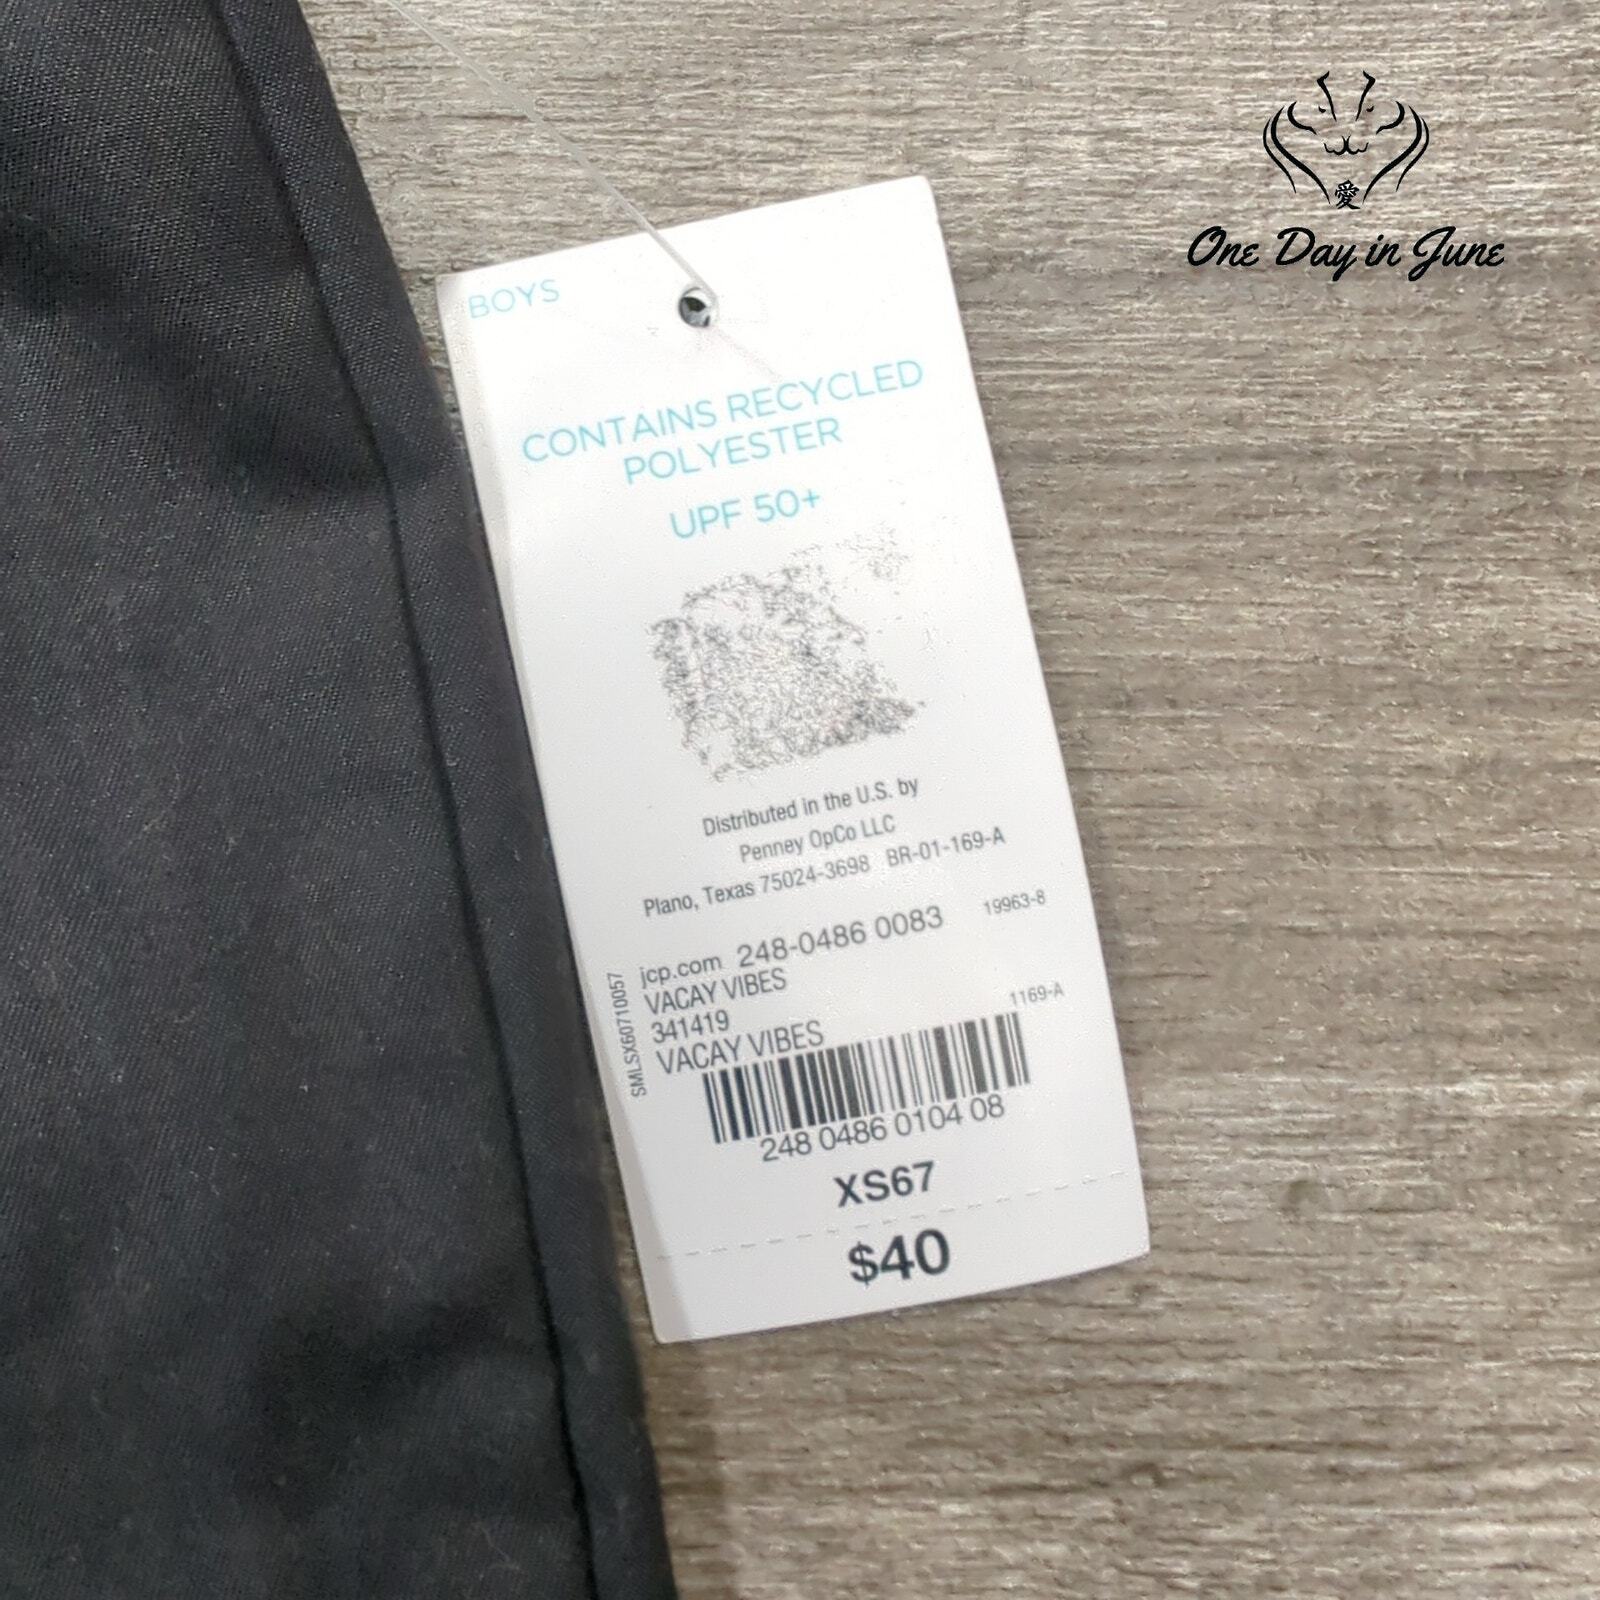 愛
One Day in June
BOYS
CONTAINS RECYCLED
POLYESTER
UPF 50+
Distributed in the U.S. by
Penney OpCo LLC
Plano, Texas 75024-3698 BR-01-169-A
19963-8
jcp.com 248-0486 0083
VACAY VIBES
341419
1169-A
VACAY VIBES
SMLSX60710057
248 0486 0104 08
XS67
$40